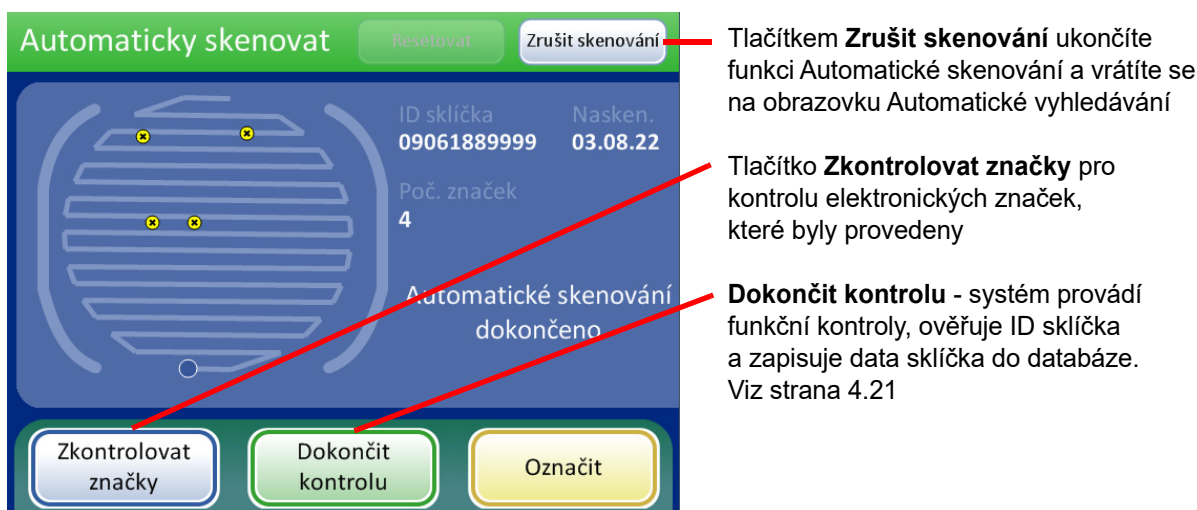 Automaticky skenovat
Resetovat
Zrušit skenování
ID sklíčka
Nasken.
09061889999
03.08.22
Poč. značek
4
Automatické skenování
dokončeno
Zkontrolovat
značky
Dokončit
kontrolu
Označit
Tlačítkem Zrušit skenování ukončíte
funkci Automatické skenování a vrátíte se
na obrazovku Automatické vyhledávání
Tlačítko Zkontrolovat značky pro
kontrolu elektronických značek,
které byly provedeny
Dokončit kontrolu - systém provádí
funkční kontroly, ověřuje ID sklíčka
a zapisuje data sklíčka do databáze.
Viz strana 4.21